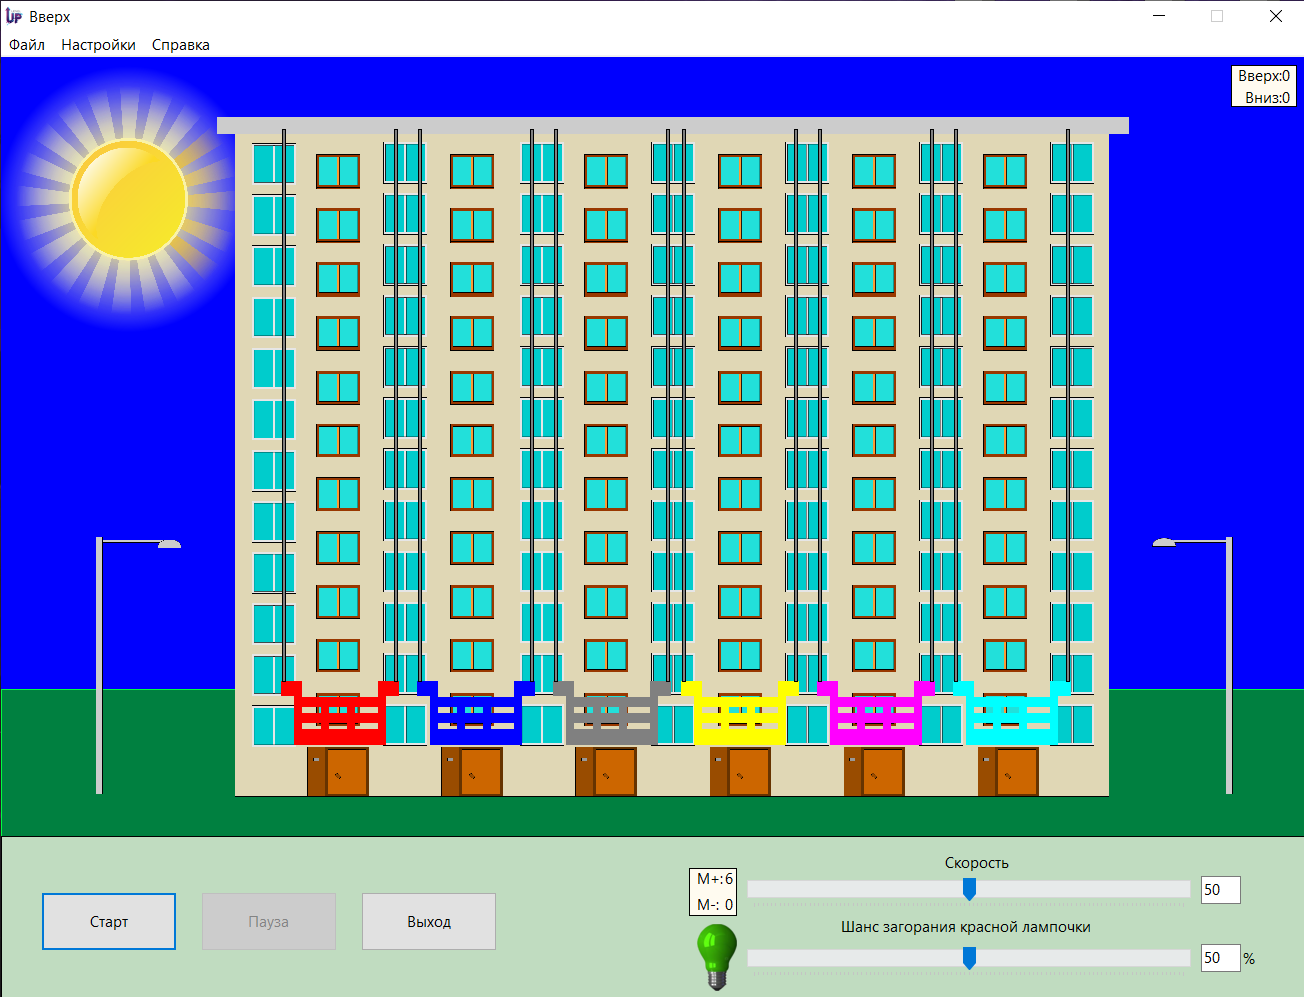 UP Вверх
Файл Настройки Справка
Вверх:0
Вниз:0
Скорость
М+:6
М-: 0
50
Старт Пауза Выход
Шанс загорания красной лампочки
50 %